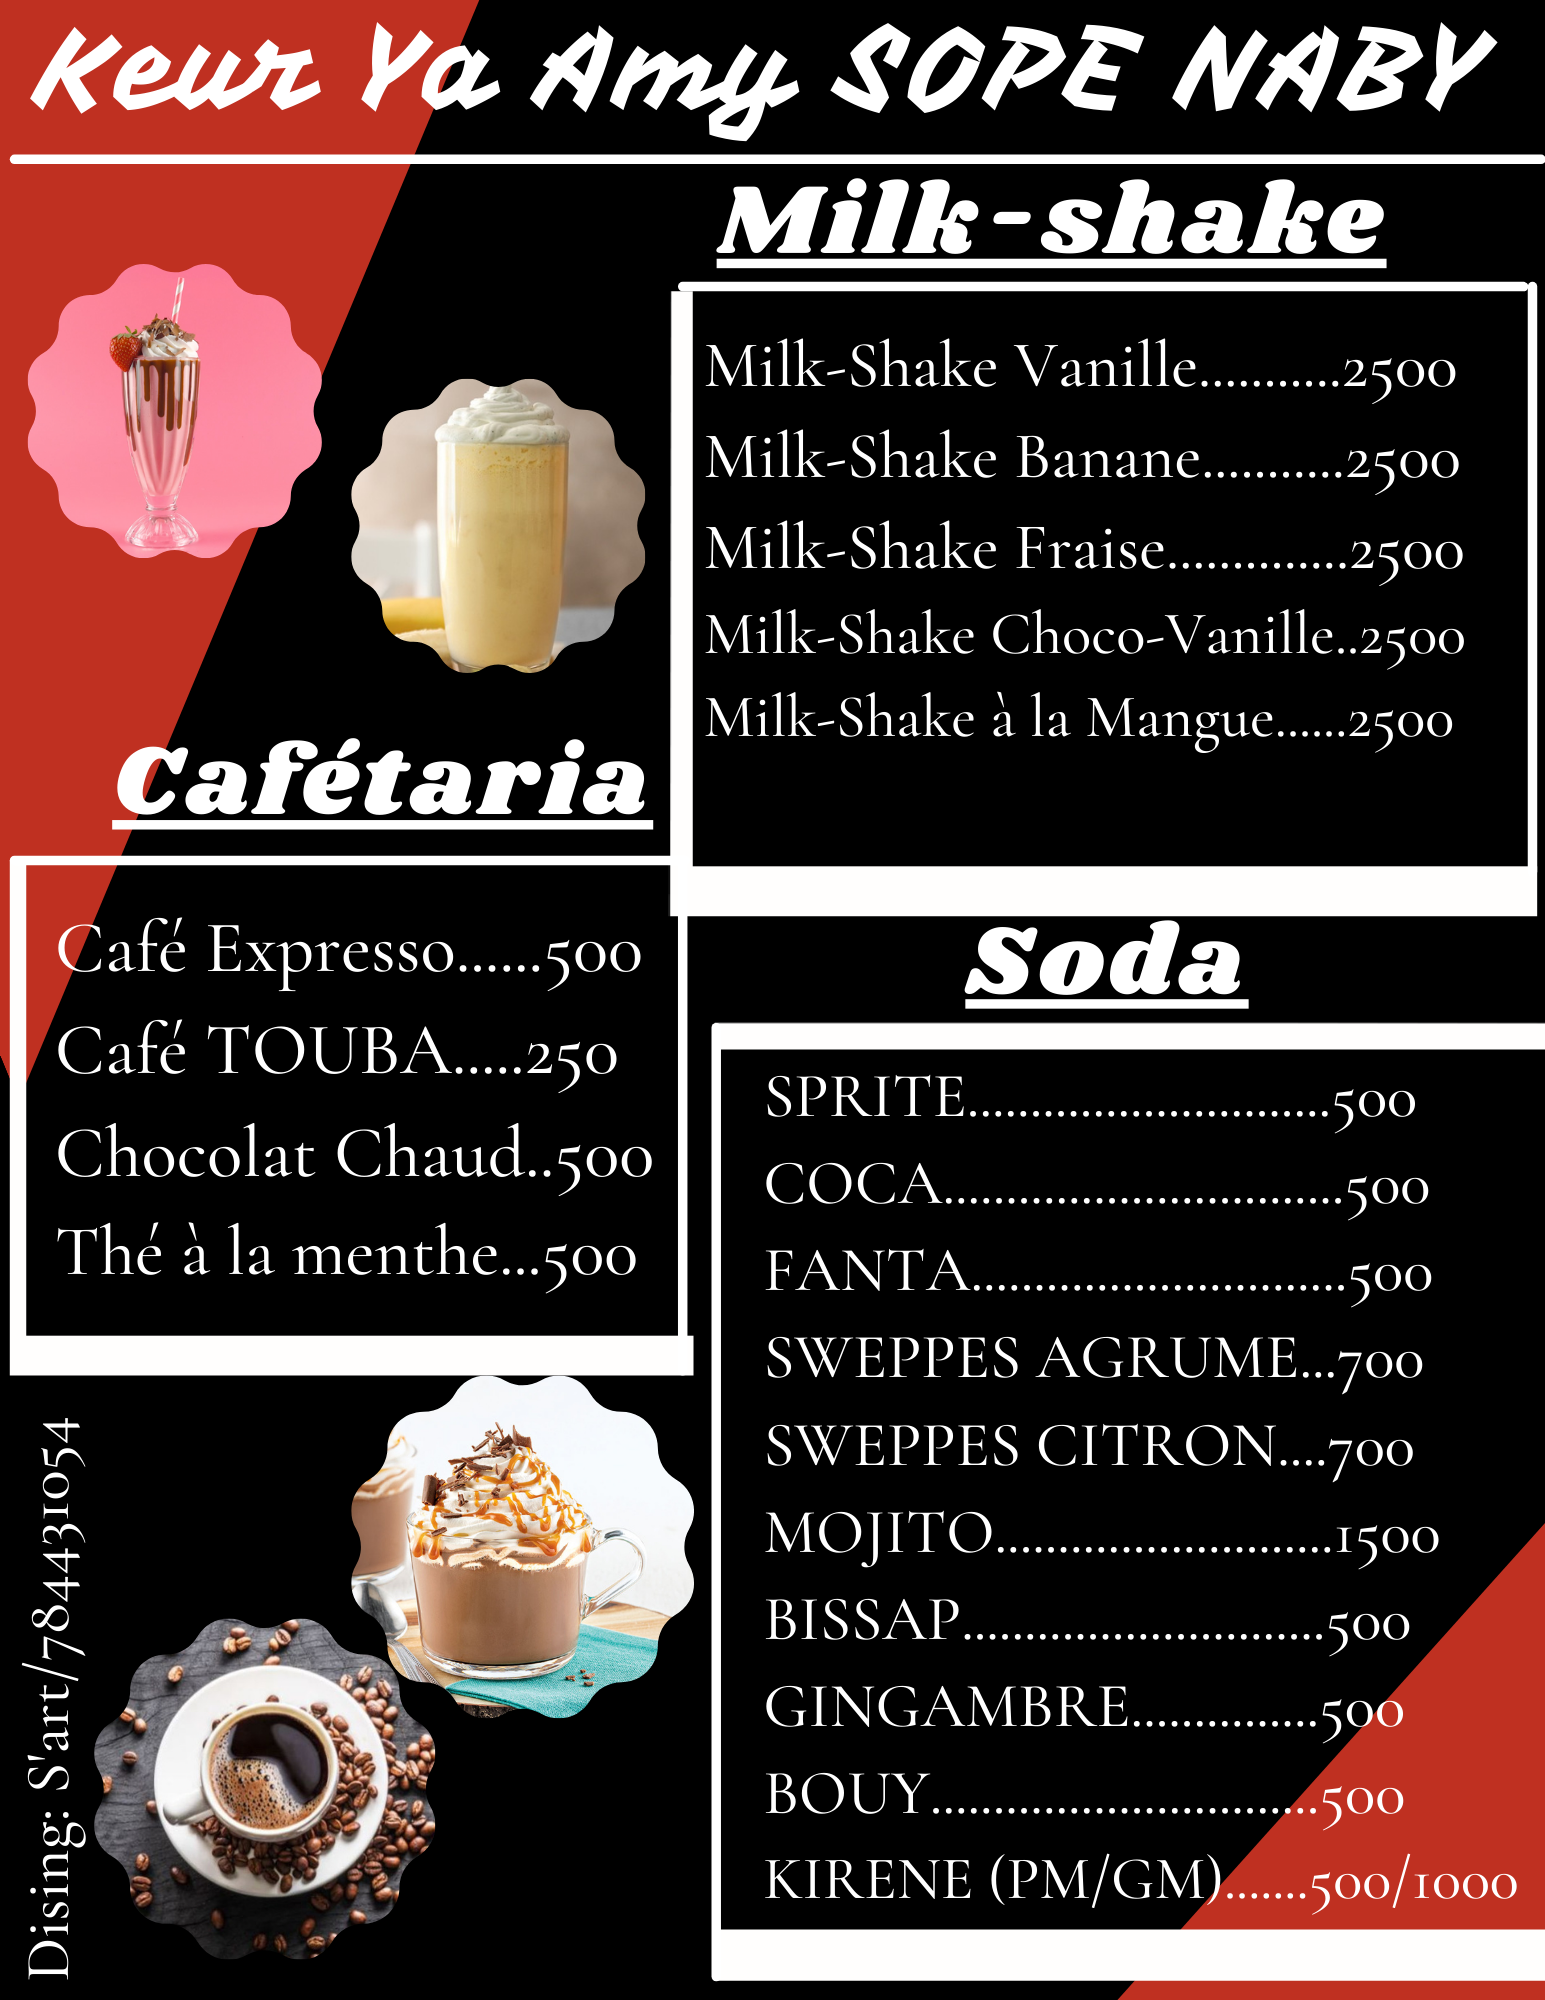 Keur Ya Amy SOPE NABY
Milk-shake
Milk-Shake Vanille...........2500
Milk-Shake Banane...........2500
Milk-Shake Fraise..............2500
Milk-Shake Choco-Vanille..2500
Milk-Shake à la Mangue......2500
Cafétaria
Café Expresso......500
Café TOUBA.....250
Chocolat Chaud..500
Thé à la menthe...500
Soda
SPRITE.............................500
COCA................................500
FANTA..............................500
SWEPPES AGRUME...700
SWEPPES CITRON....700
MOJITO...........................1500
BISSAP.............................500
GINGAMBRE...............500
BOUY...............................500
KIRENE (PM/GM).......500/1000
Dising: S'art/784431054